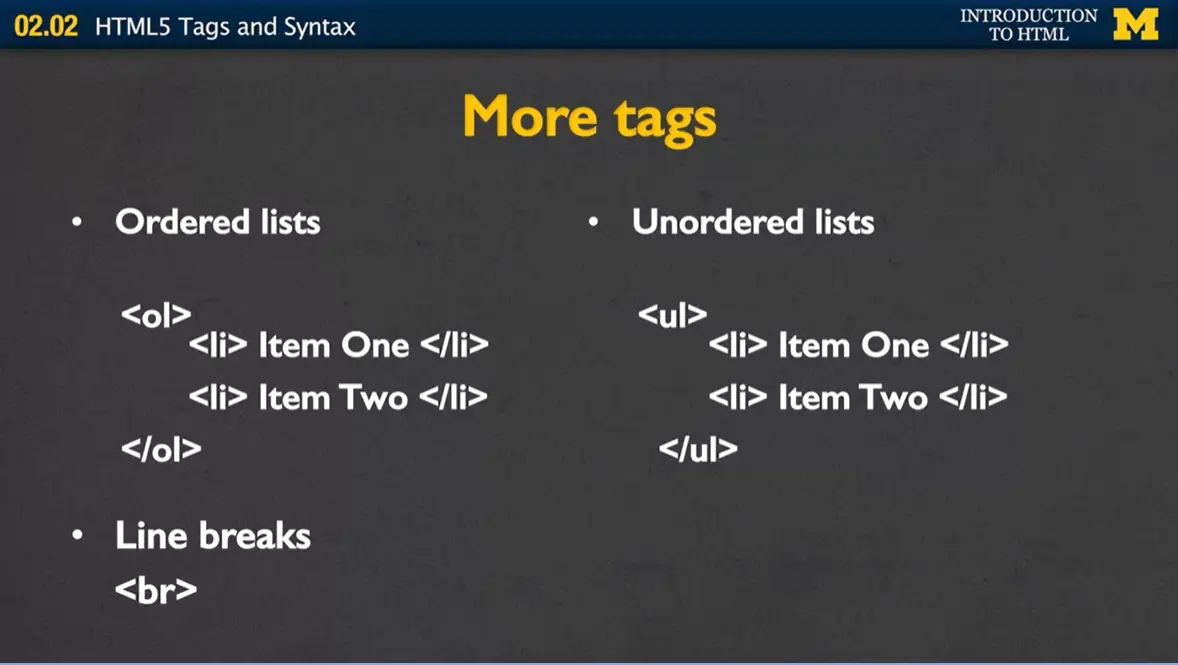 02.02 HTML5 Tags and Syntax
INTRODUCTION
TO HTML
M
More tags
• Ordered lists
<ol>
<li> Item One </li>
<li> Item Two </li>
</ol>
• Unordered lists
<ul>
<li> Item One </li>
<li> Item Two </li>
</ul>
• Line breaks
<br>